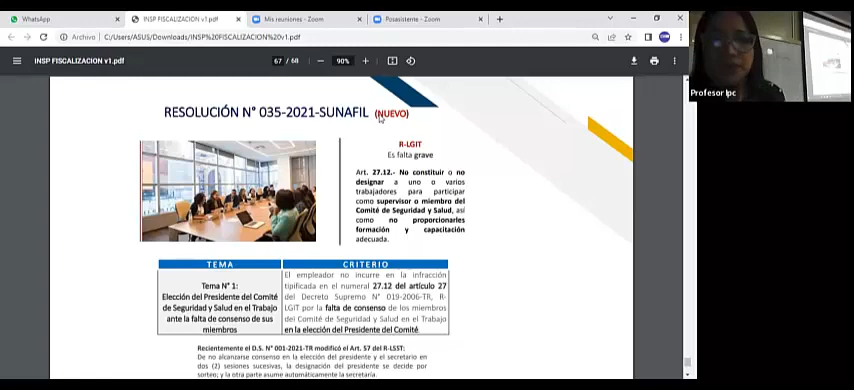 WhatsApp
INSP FISCALIZACION v1.pdf
Mis reuniones - Zoom
Posasistente - Zoom
Archivo
C:/Users/ASUS/Downloads/INSP%20FISCALIZACION%20v1.pdf
INSP FISCALIZACION v1.pdf
67 / 68
90%
Profesor Ipc
RESOLUCIÓN N° 035-2021-SUNAFIL (NUEVO)
R-LGIT
Es falta grave
Art. 27.12.- No constituir o no
designar a uno o varios
trabajadores para participar
como supervisor o miembro del
Comité de Seguridad y Salud, así
como no proporcionarles
formación y capacitación
adecuada.
TEMA
CRITERIO
Tema N° 1:
Elección del Presidente del Comité
de Seguridad y Salud en el Trabajo
ante la falta de consenso de sus
miembros
El empleador no incurre en la infracción
tipificada en el numeral 27.12 del artículo 27
del Decreto Supremo N° 019-2006-TR, R-
LGIT por la falta de consenso de los miembros
del Comité de Seguridad y Salud en el Trabajo
en la elección del Presidente del Comité.
Recientemente el D.S. N° 001-2021-TR modificó el Art. 57 del R-LSST:
De no alcanzarse consenso en la elección del presidente y el secretario en
dos (2) sesiones sucesivas, la designación del presidente se decide por
sorteo; y la otra parte asume automáticamente la secretaría.